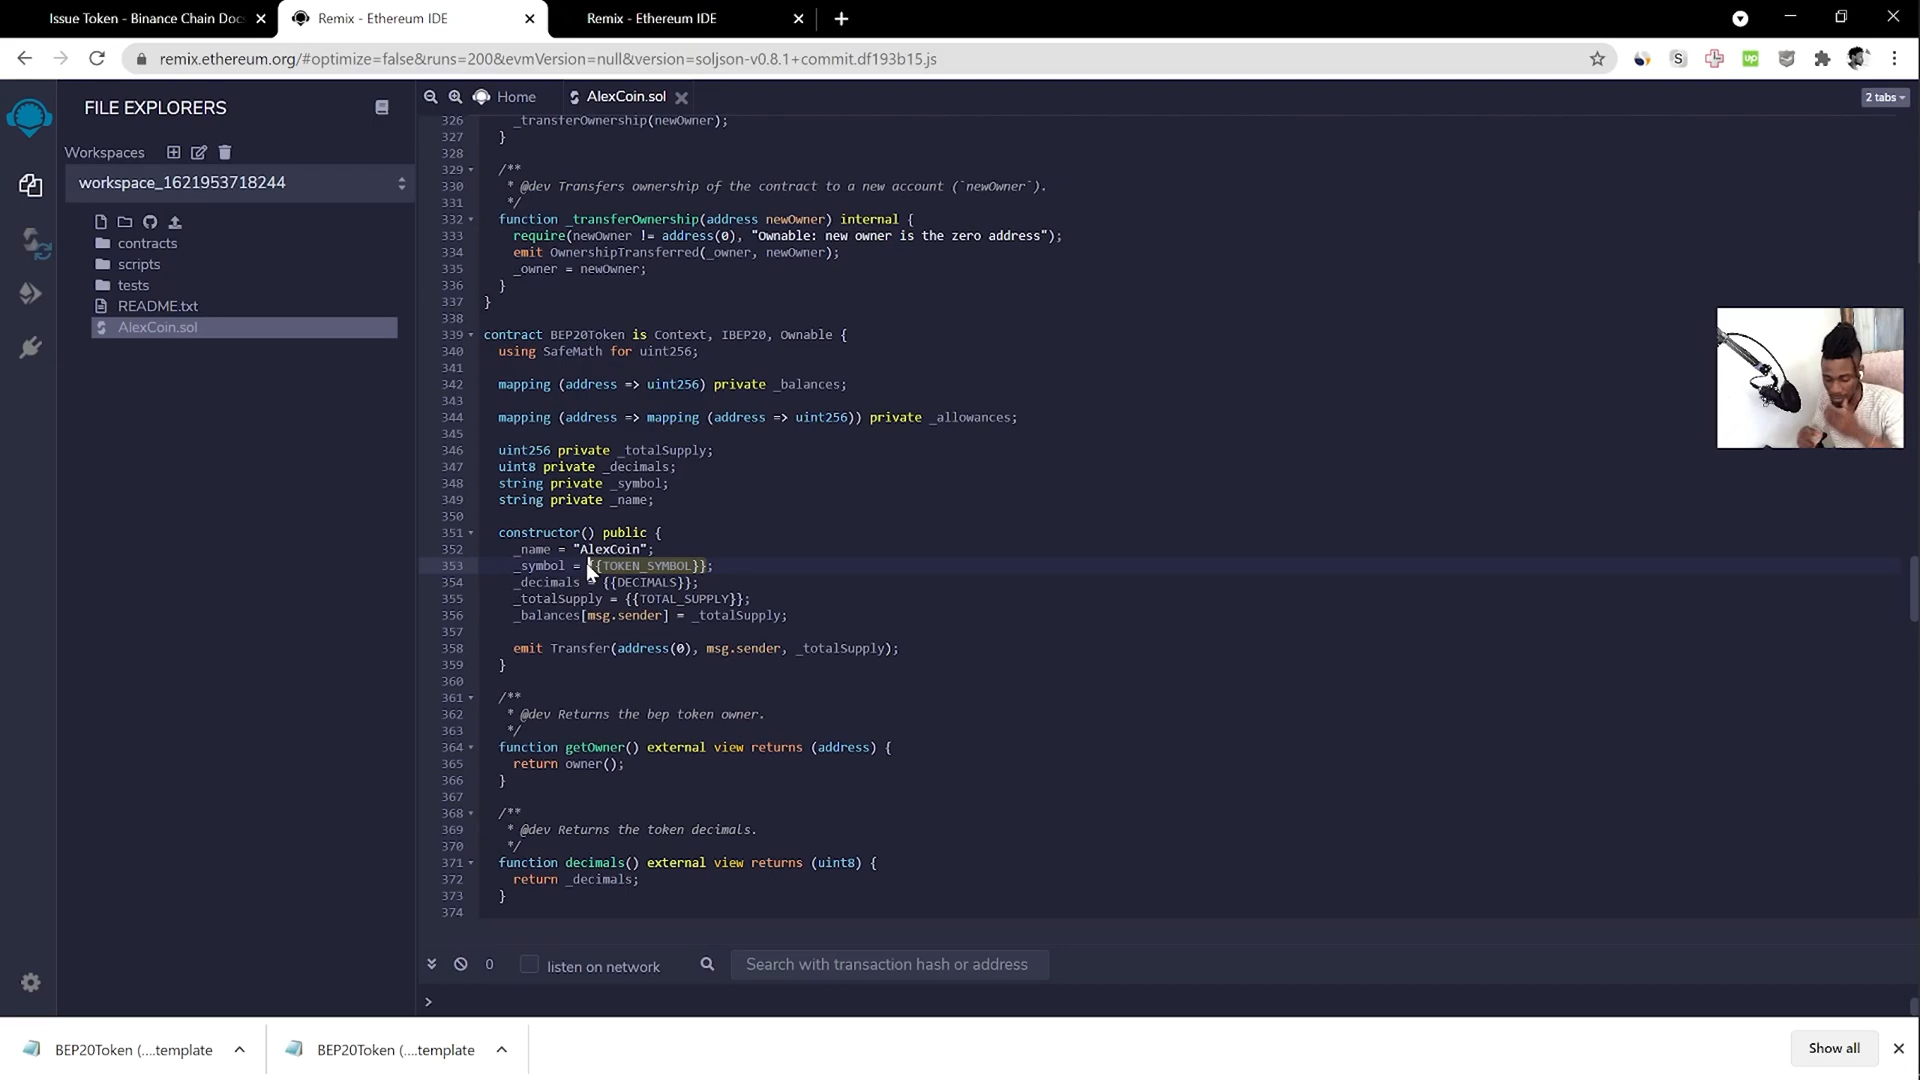 Issue Token - Binance Chain Doc
Remix - Ethereum IDE
Remix - Ethereum IDE
remix.ethereum.org/#optimize=false&runs=200&evmVersion=null&version=soljson-v0.8.1+commit.df193b15.js
S
up
FILE EXPLORERS
Home
AlexCoin.sol
2 tabs
Workspaces
workspace_1621953718244
contracts
scripts
tests
README.txt
AlexCoin.sol
326 _transferOwnership(newOwner);
327 }
328
329 /**
330 * @dev Transfers ownership of the contract to a new account (`newOwner`).
331 */
332 function _transferOwnership(address newOwner) internal {
333 require(newOwner != address(0), "Ownable: new owner is the zero address");
334 emit OwnershipTransferred(_owner, newOwner);
335 _owner = newOwner;
336 }
337 }
338
339 contract BEP20Token is Context, IBEP20, Ownable {
340 using SafeMath for uint256;
341
342 mapping (address => uint256) private _balances;
343
344 mapping (address => mapping (address => uint256)) private _allowances;
345
346 uint256 private _totalSupply;
347 uint8 private _decimals;
348 string private _symbol;
349 string private _name;
350
351 constructor() public {
352 _name = "AlexCoin";
353 _symbol = {{TOKEN_SYMBOL}};
354 _decimals = {{DECIMALS}};
355 _totalSupply = {{TOTAL_SUPPLY}};
356 _balances[msg.sender] = _totalSupply;
357
358 emit Transfer(address(0), msg.sender, _totalSupply);
359 }
360
361 /**
362 * @dev Returns the bep token owner.
363 */
364 function getOwner() external view returns (address) {
365 return owner();
366 }
367
368 /**
369 * @dev Returns the token decimals.
370 */
371 function decimals() external view returns (uint8) {
372 return _decimals;
373 }
374
0
listen on network
Search with transaction hash or address
>
BEP20Token (....template
BEP20Token (....template
Show all